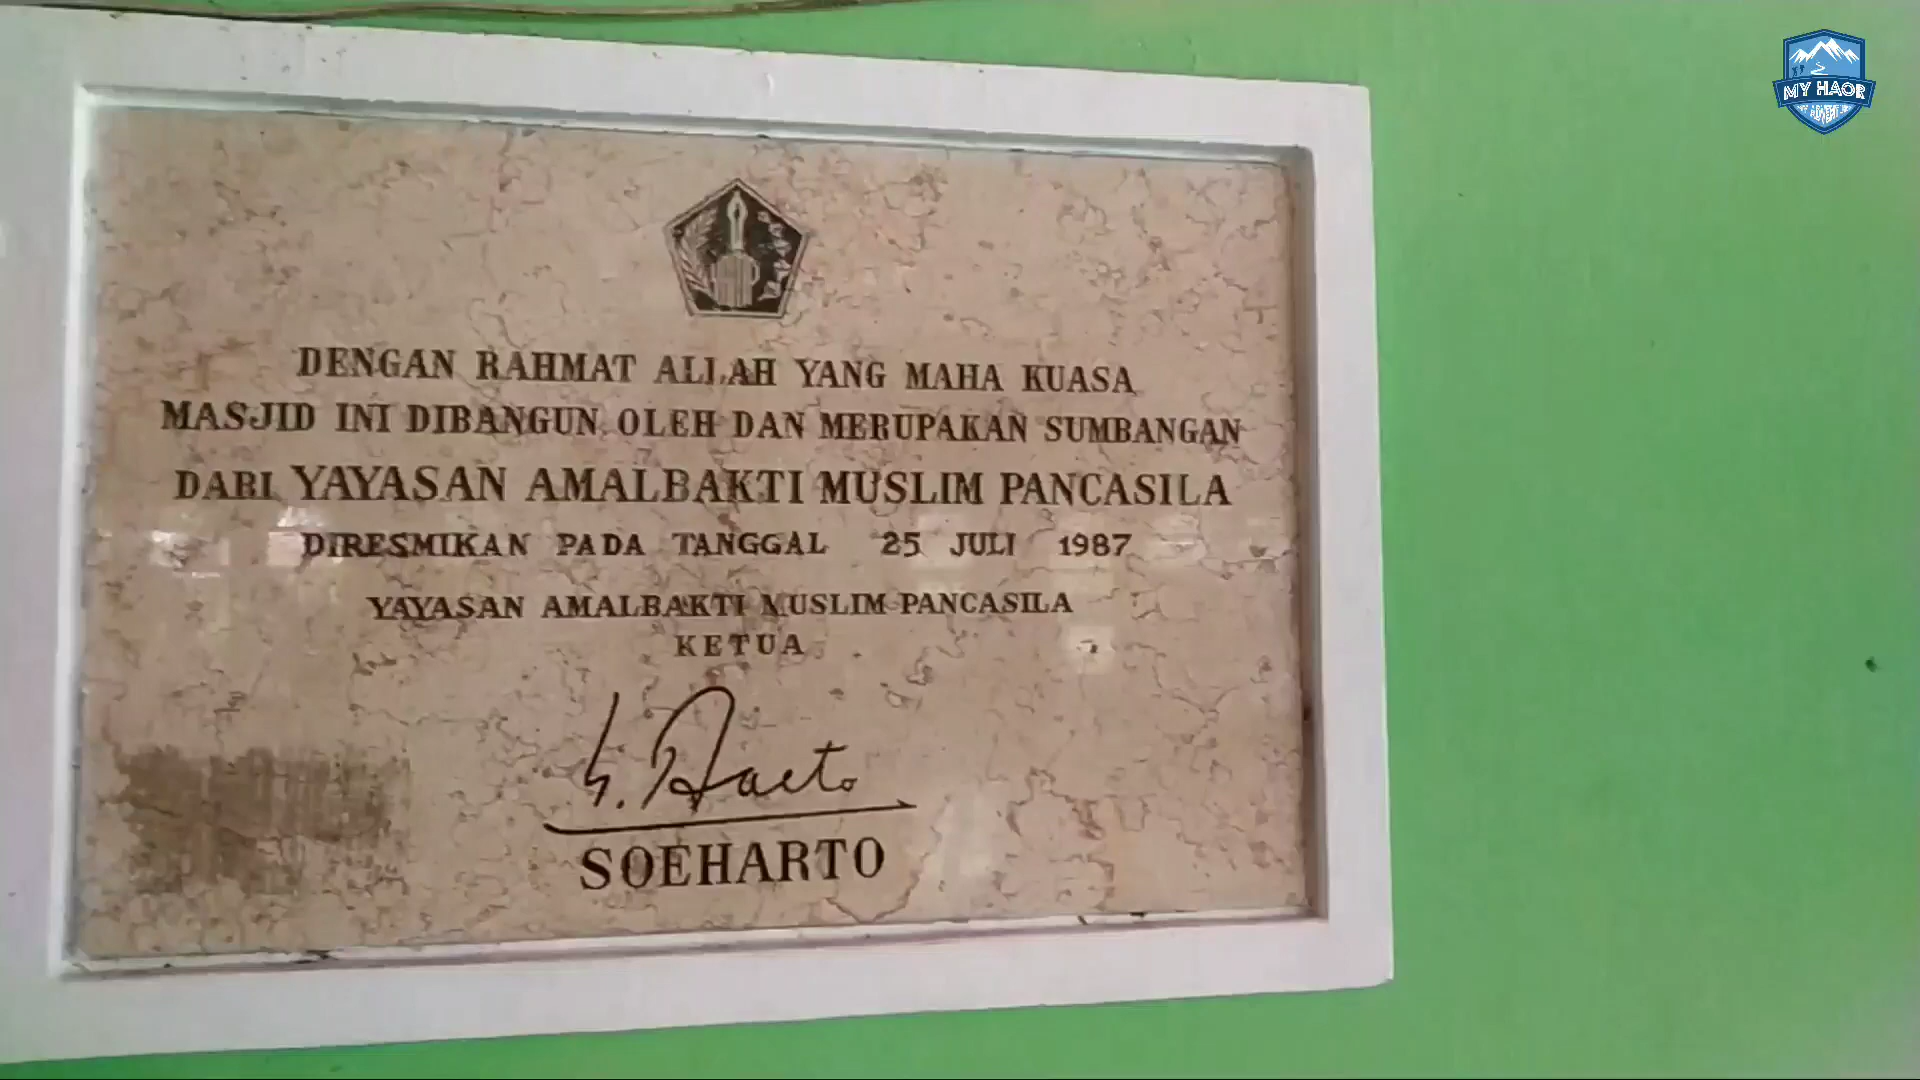 MY HAOR
DENGAN RAHMAT ALLAH YANG MAHA KUASA
MASJID INI DIBANGUN OLEH DAN MERUPAKAN SUMBANGAN
DARI YAYASAN AMALBAKTI MUSLIM PANCASILA
DIRESMIKAN PADA TANGGAL 25 JULI 1987
YAYASAN AMALBAKTI MUSLIM PANCASILA
KETUA
SOEHARTO